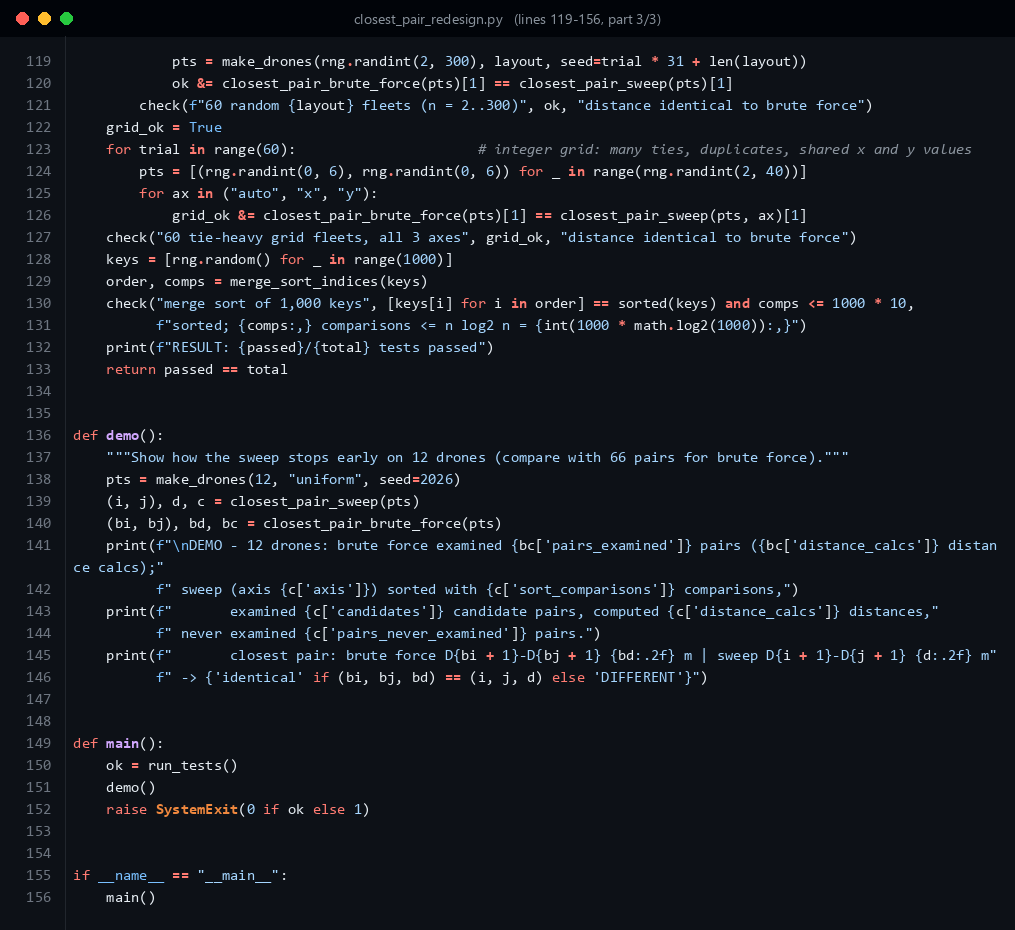 closest_pair_redesign.py   (lines 119-156, part 3/3)
119             pts = make_drones(rng.randint(2, 300), layout, seed=trial * 31 + len(layout))
120             ok &= closest_pair_brute_force(pts)[1] == closest_pair_sweep(pts)[1]
121         check(f"60 random {layout} fleets (n = 2..300)", ok, "distance identical to brute force")
122     grid_ok = True
123     for trial in range(60):                      # integer grid: many ties, duplicates, shared x and y values
124         pts = [(rng.randint(0, 6), rng.randint(0, 6)) for _ in range(rng.randint(2, 40))]
125         for ax in ("auto", "x", "y"):
126             grid_ok &= closest_pair_brute_force(pts)[1] == closest_pair_sweep(pts, ax)[1]
127     check("60 tie-heavy grid fleets, all 3 axes", grid_ok, "distance identical to brute force")
128     keys = [rng.random() for _ in range(1000)]
129     order, comps = merge_sort_indices(keys)
130     check("merge sort of 1,000 keys", [keys[i] for i in order] == sorted(keys) and comps <= 1000 * 10,
131           f"sorted; {comps:,} comparisons <= n log2 n = {int(1000 * math.log2(1000)):,}")
132     print(f"RESULT: {passed}/{total} tests passed")
133     return passed == total
134
135
136 def demo():
137     """Show how the sweep stops early on 12 drones (compare with 66 pairs for brute force)."""
138     pts = make_drones(12, "uniform", seed=2026)
139     (i, j), d, c = closest_pair_sweep(pts)
140     (bi, bj), bd, bc = closest_pair_brute_force(pts)
141     print(f"\nDEMO - 12 drones: brute force examined {bc['pairs_examined']} pairs ({bc['distance_calcs']} distan
ce calcs);"
142           f" sweep (axis {c['axis']}) sorted with {c['sort_comparisons']} comparisons,")
143     print(f"       examined {c['candidates']} candidate pairs, computed {c['distance_calcs']} distances,"
144           f" never examined {c['pairs_never_examined']} pairs.")
145     print(f"       closest pair: brute force D{bi + 1}-D{bj + 1} {bd:.2f} m | sweep D{i + 1}-D{j + 1} {d:.2f} m"
146           f" -> {'identical' if (bi, bj, bd) == (i, j, d) else 'DIFFERENT'}")
147
148
149 def main():
150     ok = run_tests()
151     demo()
152     raise SystemExit(0 if ok else 1)
153
154
155 if __name__ == "__main__":
156     main()